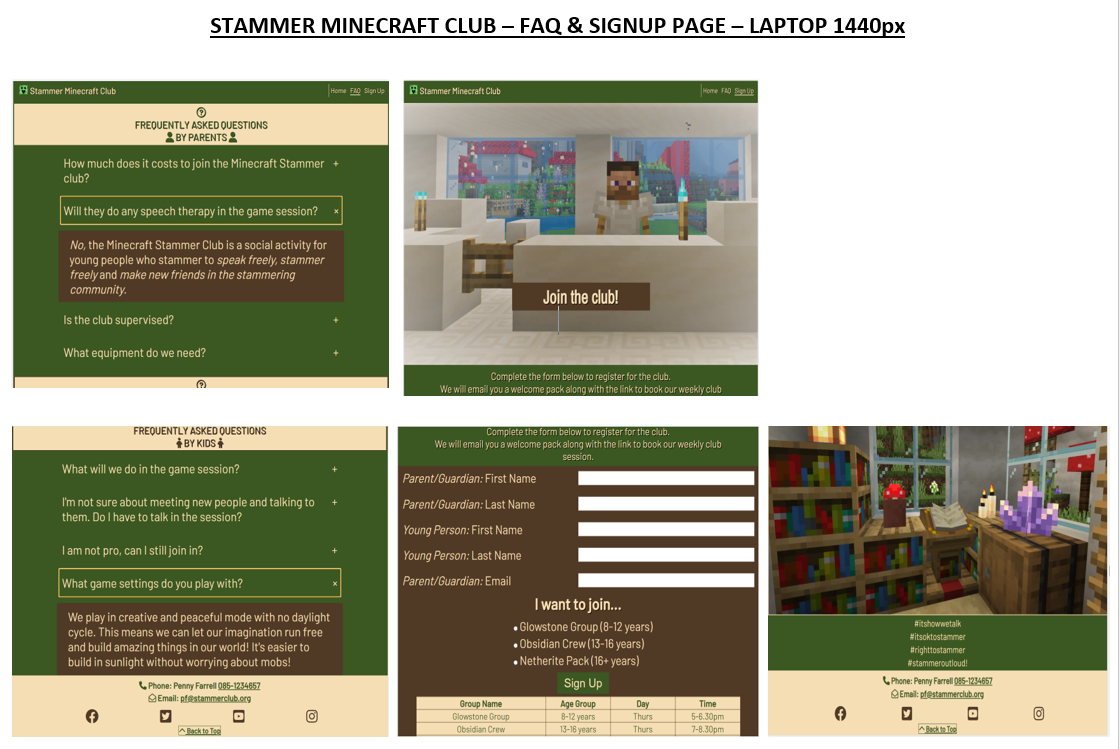 STAMMER MINECRAFT CLUB – FAQ & SIGNUP PAGE – LAPTOP 1440px
Stammer Minecraft Club
Home FAQ Sign Up
FREQUENTLY ASKED QUESTIONS
BY PARENTS
How much does it costs to join the Minecraft Stammer +
club?
Will they do any speech therapy in the game session? ×
No, the Minecraft Stammer Club is a social activity for
young people who stammer to speak freely, stammer
freely and make new friends in the stammering
community.
Is the club supervised? +
What equipment do we need? +
Stammer Minecraft Club
Home FAQ Sign Up
Join the club!
Complete the form below to register for the club.
We will email you a welcome pack along with the link to book our weekly club
FREQUENTLY ASKED QUESTIONS
BY KIDS
What will we do in the game session? +
I'm not sure about meeting new people and talking to +
them. Do I have to talk in the session?
I am not pro, can I still join in? +
What game settings do you play with? ×
We play in creative and peaceful mode with no daylight
cycle. This means we can let our imagination run free
and build amazing things in our world! It's easier to
build in sunlight without worrying about mobs!
Phone: Penny Farrell 085-1234657
Email: pf@stammerclub.org
Back to Top
Complete the form below to register for the club.
We will email you a welcome pack along with the link to book our weekly club
session.
Parent/Guardian: First Name
Parent/Guardian: Last Name
Young Person: First Name
Young Person: Last Name
Parent/Guardian: Email
I want to join...
Glowstone Group (8-12 years)
Obsidian Crew (13-16 years)
Netherite Pack (16+ years)
Sign Up
Group Name Age Group Day Time
Glowstone Group 8-12 years Thurs 5-6.30pm
Obsidian Crew 13-16 years Thurs 7-8.30pm
#itshowwetalk
#itsoktostammer
#righttostammer
#stammeroutloud!
Phone: Penny Farrell 085-1234657
Email: pf@stammerclub.org
Back to Top